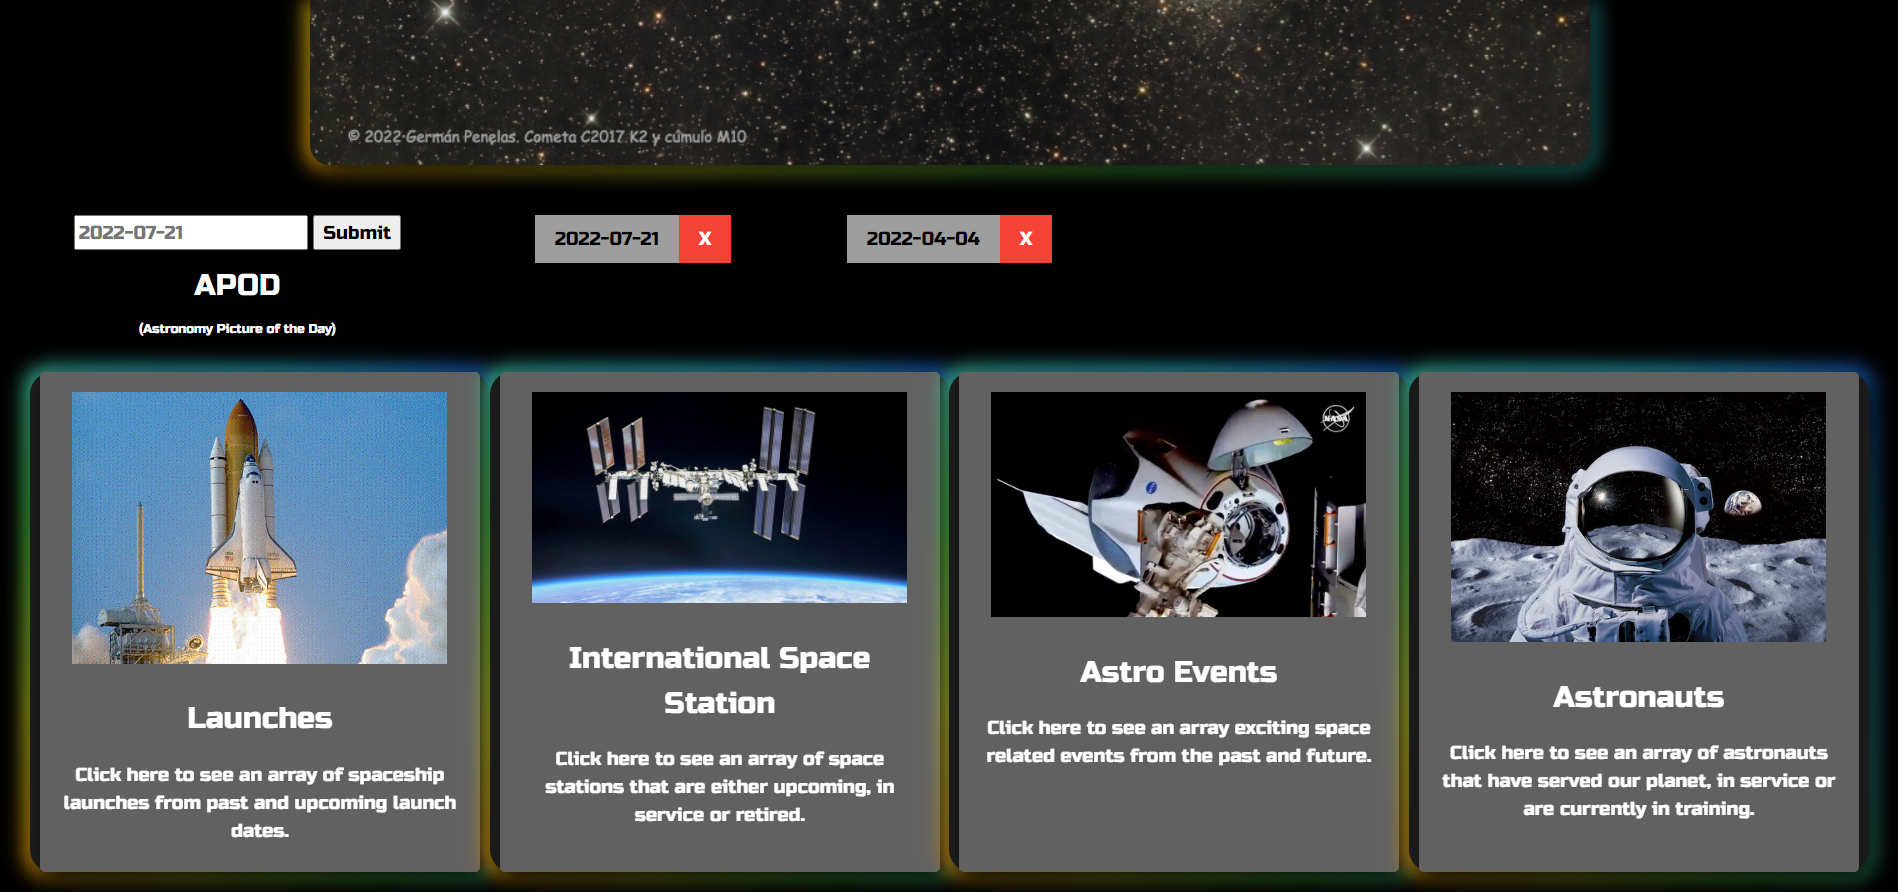 © 2022 Germán Penelas. Cometa C2017 K2 y cúmulo M10
2022-07-21 Submit
2022-07-21 X
2022-04-04 X
APOD
(Astronomy Picture of the Day)
Launches
Click here to see an array of spaceship
launches from past and upcoming launch
dates.
International Space
Station
Click here to see an array of space
stations that are either upcoming, in
service or retired.
NASA
Astro Events
Click here to see an array exciting space
related events from the past and future.
Astronauts
Click here to see an array of astronauts
that have served our planet, in service or
are currently in training.